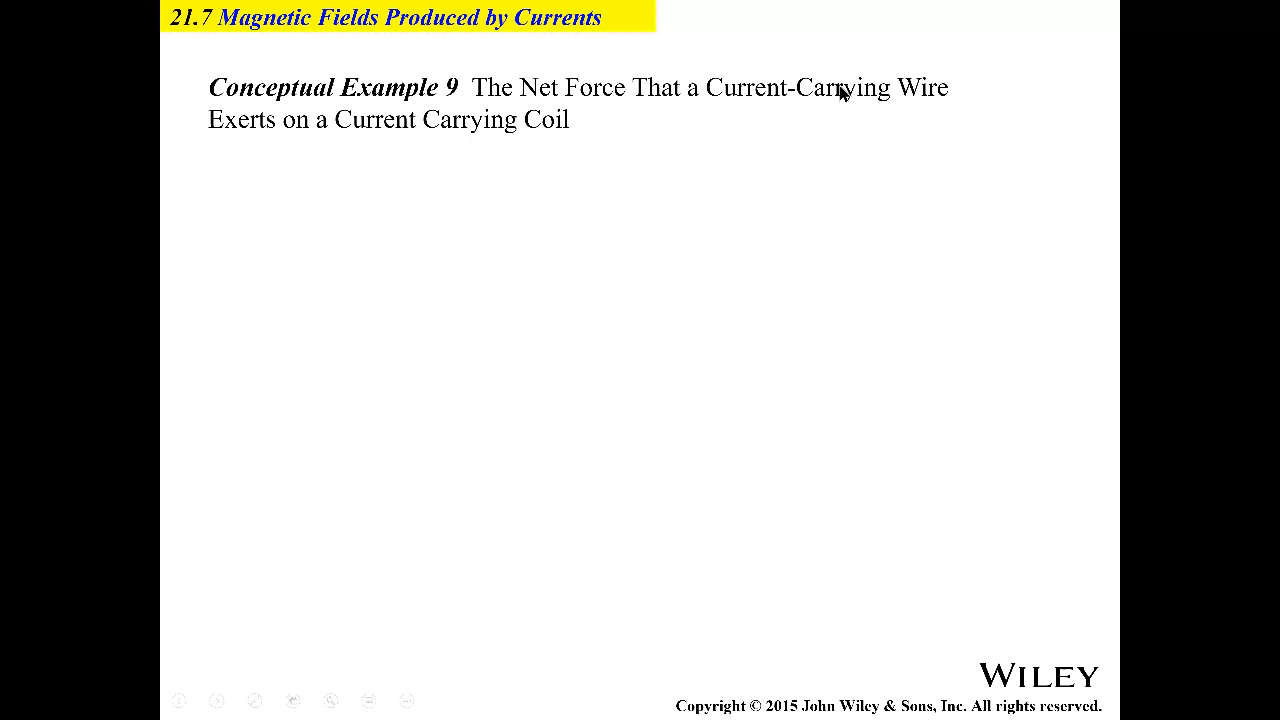 21.7 Magnetic Fields Produced by Currents
Conceptual Example 9 The Net Force That a Current-Carrying Wire
Exerts on a Current Carrying Coil
WILEY
Copyright © 2015 John Wiley & Sons, Inc. All rights reserved.